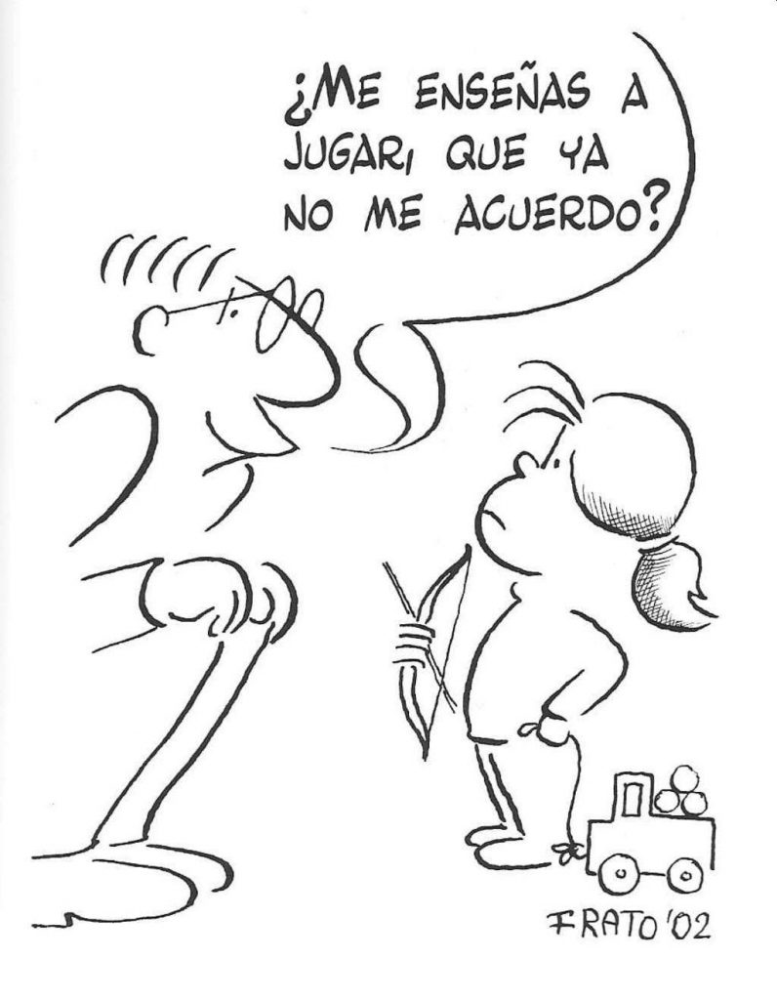 ¿ME ENSEÑAS A
JUGAR, QUE YA
NO ME ACUERDO?
FRATO '02